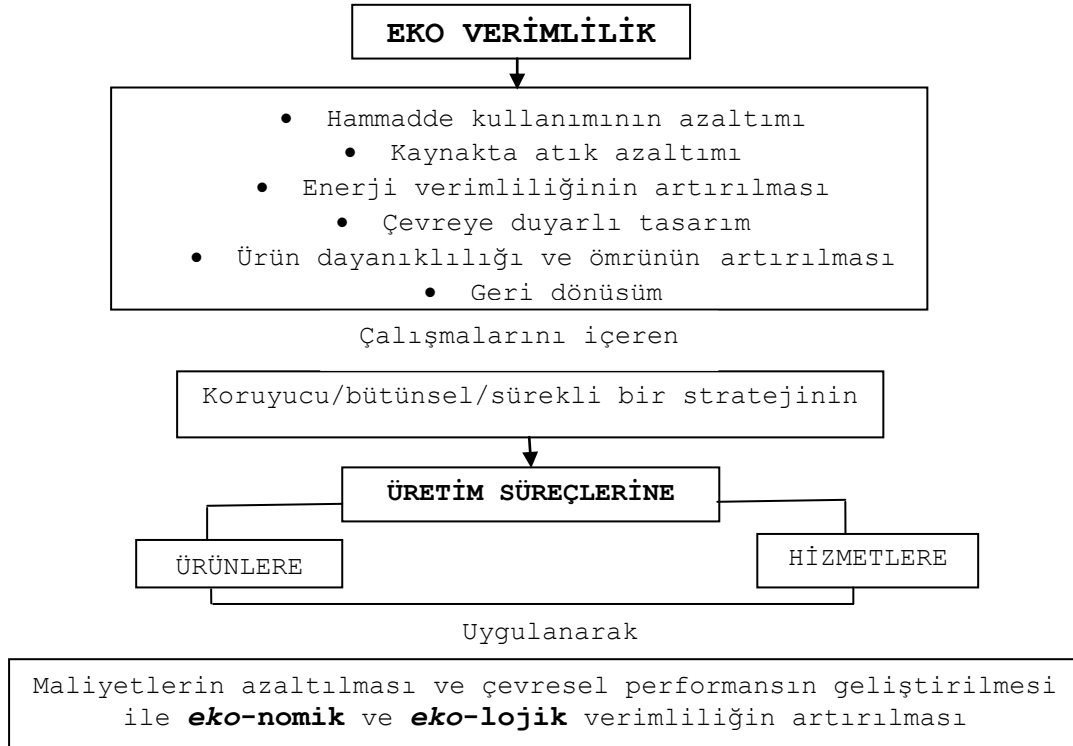 EKO VERİMLİLİK
• Hammadde kullanımının azaltımı
• Kaynakta atık azaltımı
• Enerji verimliliğinin artırılması
• Çevreye duyarlı tasarım
• Ürün dayanıklılığı ve ömrünün artırılması
• Geri dönüsüm
Çalışmalarını içeren
Koruyucu/bütünsel/sürekli bir stratejinin
ÜRETİM SÜREÇLERİNE
ÜRÜNLERE
HİZMETLERE
Uygulanarak
Maliyetlerin azaltılması ve çevresel performansın geliştirilmesi
ile eko-nomik ve eko-lojik verimliliğin artırılması